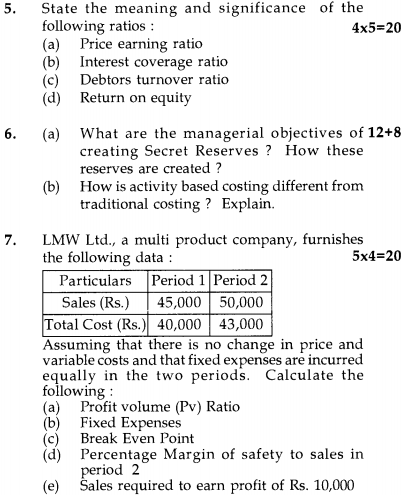 5. State the meaning and significance of the
following ratios : 4x5=20
(a) Price earning ratio
(b) Interest coverage ratio
(c) Debtors turnover ratio
(d) Return on equity
6. (a) What are the managerial objectives of 12+8
creating Secret Reserves ? How these
reserves are created ?
(b) How is activity based costing different from
traditional costing ? Explain.
7. LMW Ltd., a multi product company, furnishes
the following data : 5x4=20
Particulars Period 1 Period 2
Sales (Rs.) 45,000 50,000
Total Cost (Rs.) 40,000 43,000
Assuming that there is no change in price and
variable costs and that fixed expenses are incurred
equally in the two periods. Calculate the
following :
(a) Profit volume (Pv) Ratio
(b) Fixed Expenses
(c) Break Even Point
(d) Percentage Margin of safety to sales in
period 2
(e) Sales required to earn profit of Rs. 10,000